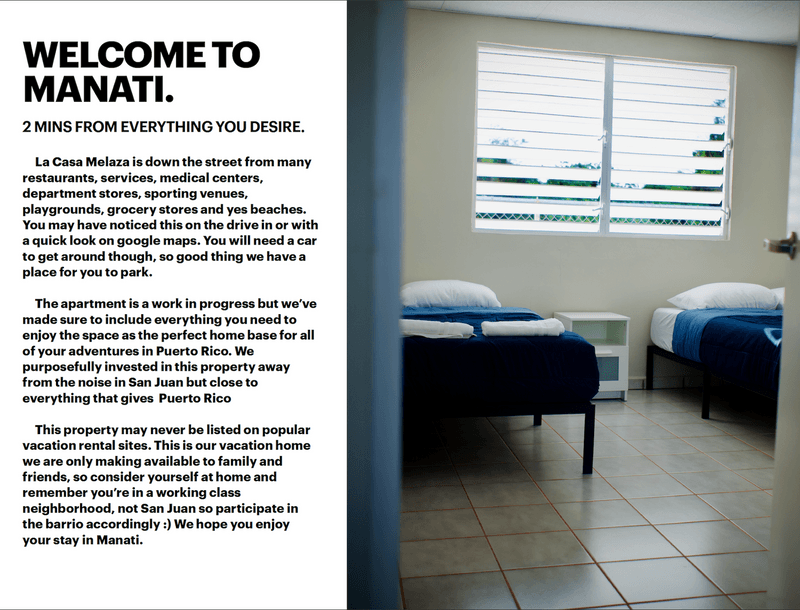 WELCOME TO
MANATI.
2 MINS FROM EVERYTHING YOU DESIRE.
La Casa Melaza is down the street from many
restaurants, services, medical centers,
department stores, sporting venues,
playgrounds, grocery stores and yes beaches.
You may have noticed this on the drive in or with
a quick look on google maps. You will need a car
to get around though, so good thing we have a
place for you to park.
The apartment is a work in progress but we've
made sure to include everything you need to
enjoy the space as the perfect home base for all
of your adventures in Puerto Rico. We
purposefully invested in this property away
from the noise in San Juan but close to
everything that gives  Puerto Rico
This property may never be listed on popular
vacation rental sites. This is our vacation home
we are only making available to family and
friends, so consider yourself at home and
remember you're in a working class
neighborhood, not San Juan so participate in
the barrio accordingly :) We hope you enjoy
your stay in Manati.